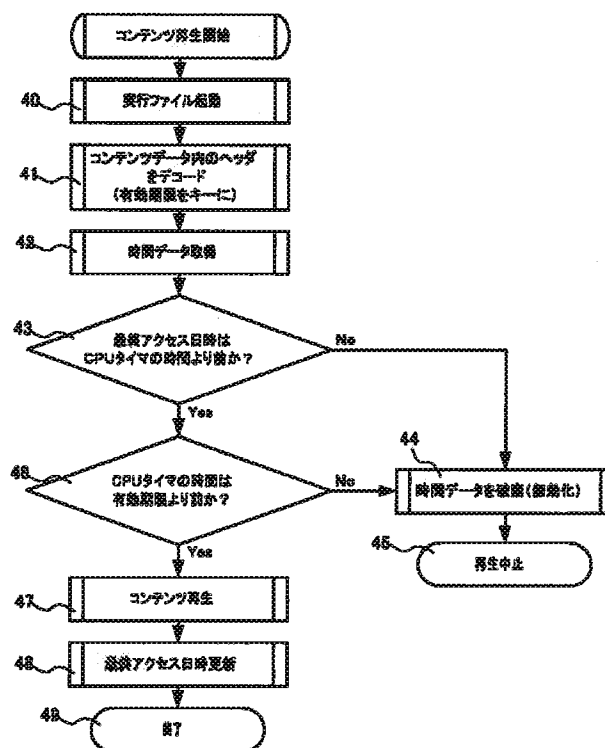 コンテンツ再生開始
40
実行ファイル起動
41
コンテンツデータ内のヘッダ
をデコード
(有効期限をキーに)
42
時間データ取得
43
最終アクセス日時は
CPUタイマの時間より前か？
No
Yes
46
CPUタイマの時間は
有効期限より前か？
No
Yes
44
時間データを破棄(無効化)
45
再生中止
47
コンテンツ再生
48
最終アクセス日時更新
49
終了